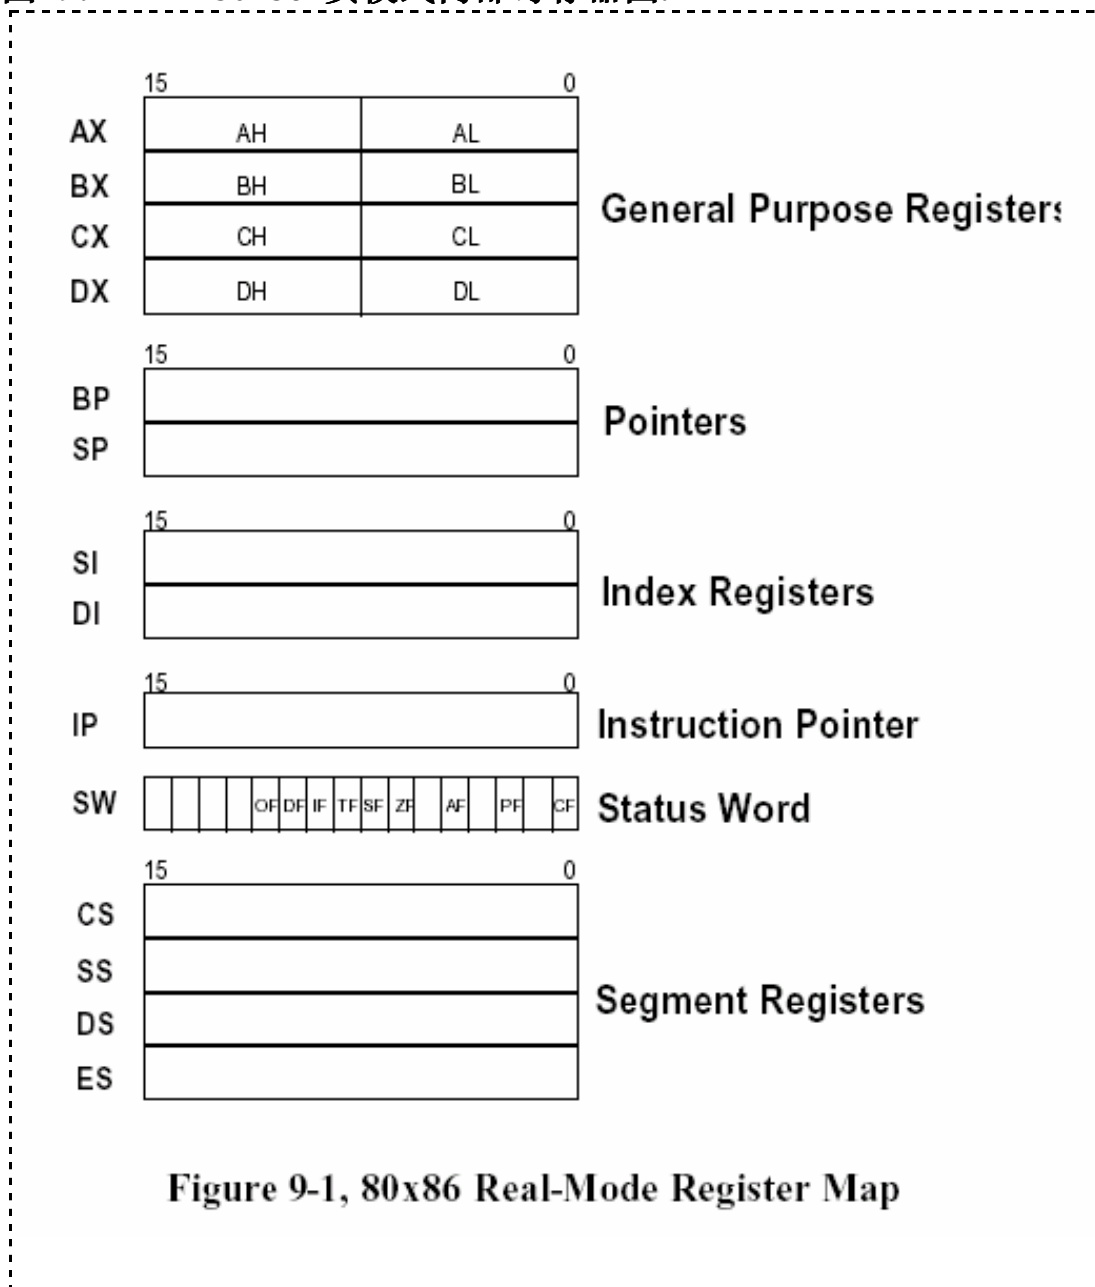 15 0
AX AH AL
BX BH BL
General Purpose Registers
CX CH CL
DX DH DL
15 0
BP
Pointers
SP
15 0
SI
Index Registers
DI
15 0
IP Instruction Pointer
SW OF DF IF TF SF ZF AF PF CF Status Word
15 0
CS
SS
Segment Registers
DS
ES
Figure 9-1, 80x86 Real-Mode Register Map